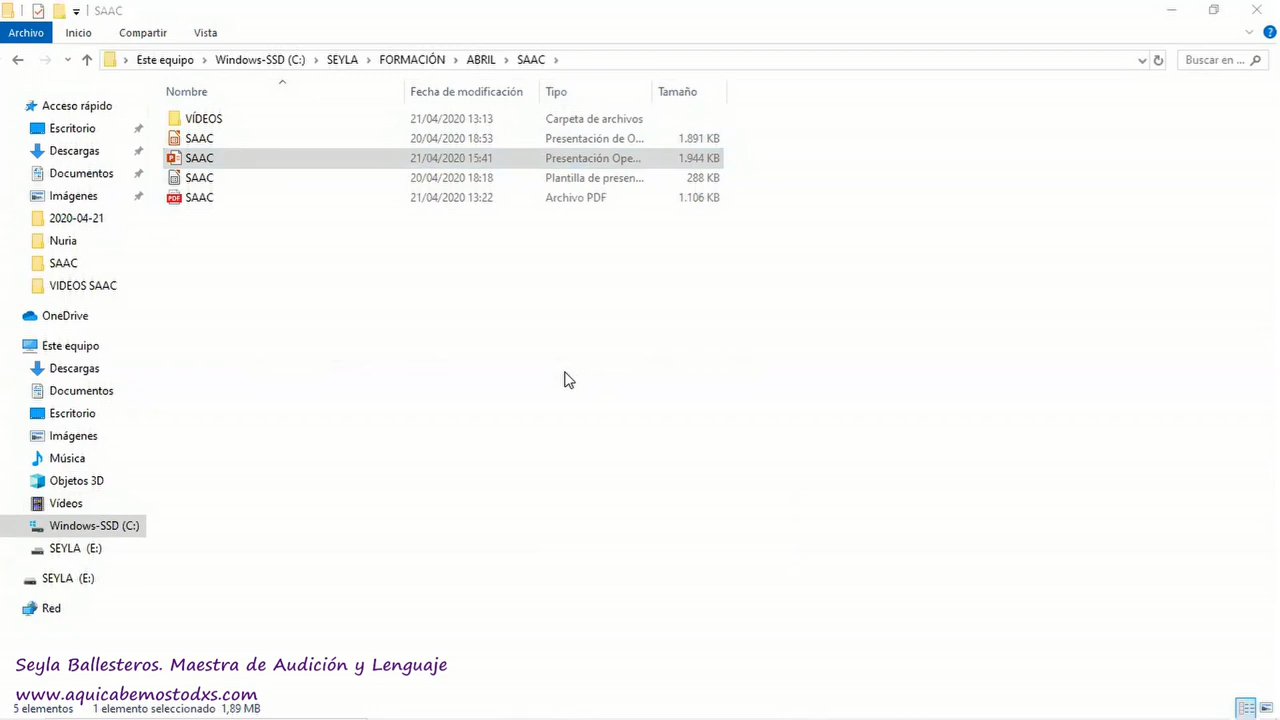 SAAC
Archivo Inicio Compartir Vista
Este equipo Windows-SSD (C:) SEYLA FORMACIÓN ABRIL SAAC Buscar en ...
Nombre Fecha de modificación Tipo Tamaño
VÍDEOS 21/04/2020 13:13 Carpeta de archivos
SAAC 20/04/2020 18:53 Presentación de O... 1.891 KB
SAAC 21/04/2020 15:41 Presentación Ope... 1.944 KB
SAAC 20/04/2020 18:18 Plantilla de presen... 288 KB
PDF SAAC 21/04/2020 13:22 Archivo PDF 1.106 KB
Acceso rápido
Escritorio
Descargas
Documentos
Imágenes
2020-04-21
Nuria
SAAC
VIDEOS SAAC
OneDrive
Este equipo
Descargas
Documentos
Escritorio
Imágenes
Música
Objetos 3D
Vídeos
Windows-SSD (C:)
SEYLA (E:)
SEYLA (E:)
Red
Seyla Ballesteros. Maestra de Audición y Lenguaje
www.aquicabemostodxs.com
5 elementos 1 elemento seleccionado 1,89 MB